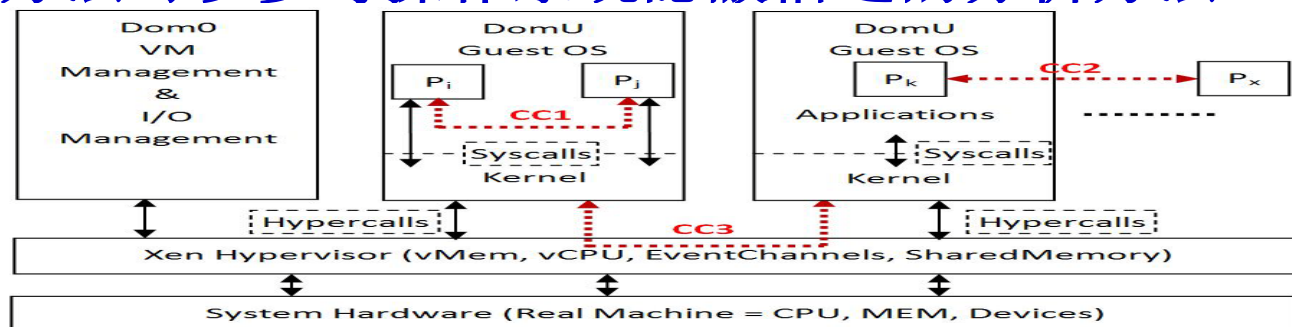 Dom0
VM
Management
&
I/O
Management
DomU
Guest OS
Pi
Pj
CC1
Syscalls
Kernel
DomU
Guest OS
Pk
CC2
Px
Applications
Syscalls
Kernel
Hypercalls
CC3
Hypercalls
Xen Hypervisor (vMem, vCPU, EventChannels, SharedMemory)
System Hardware (Real Machine = CPU, MEM, Devices)